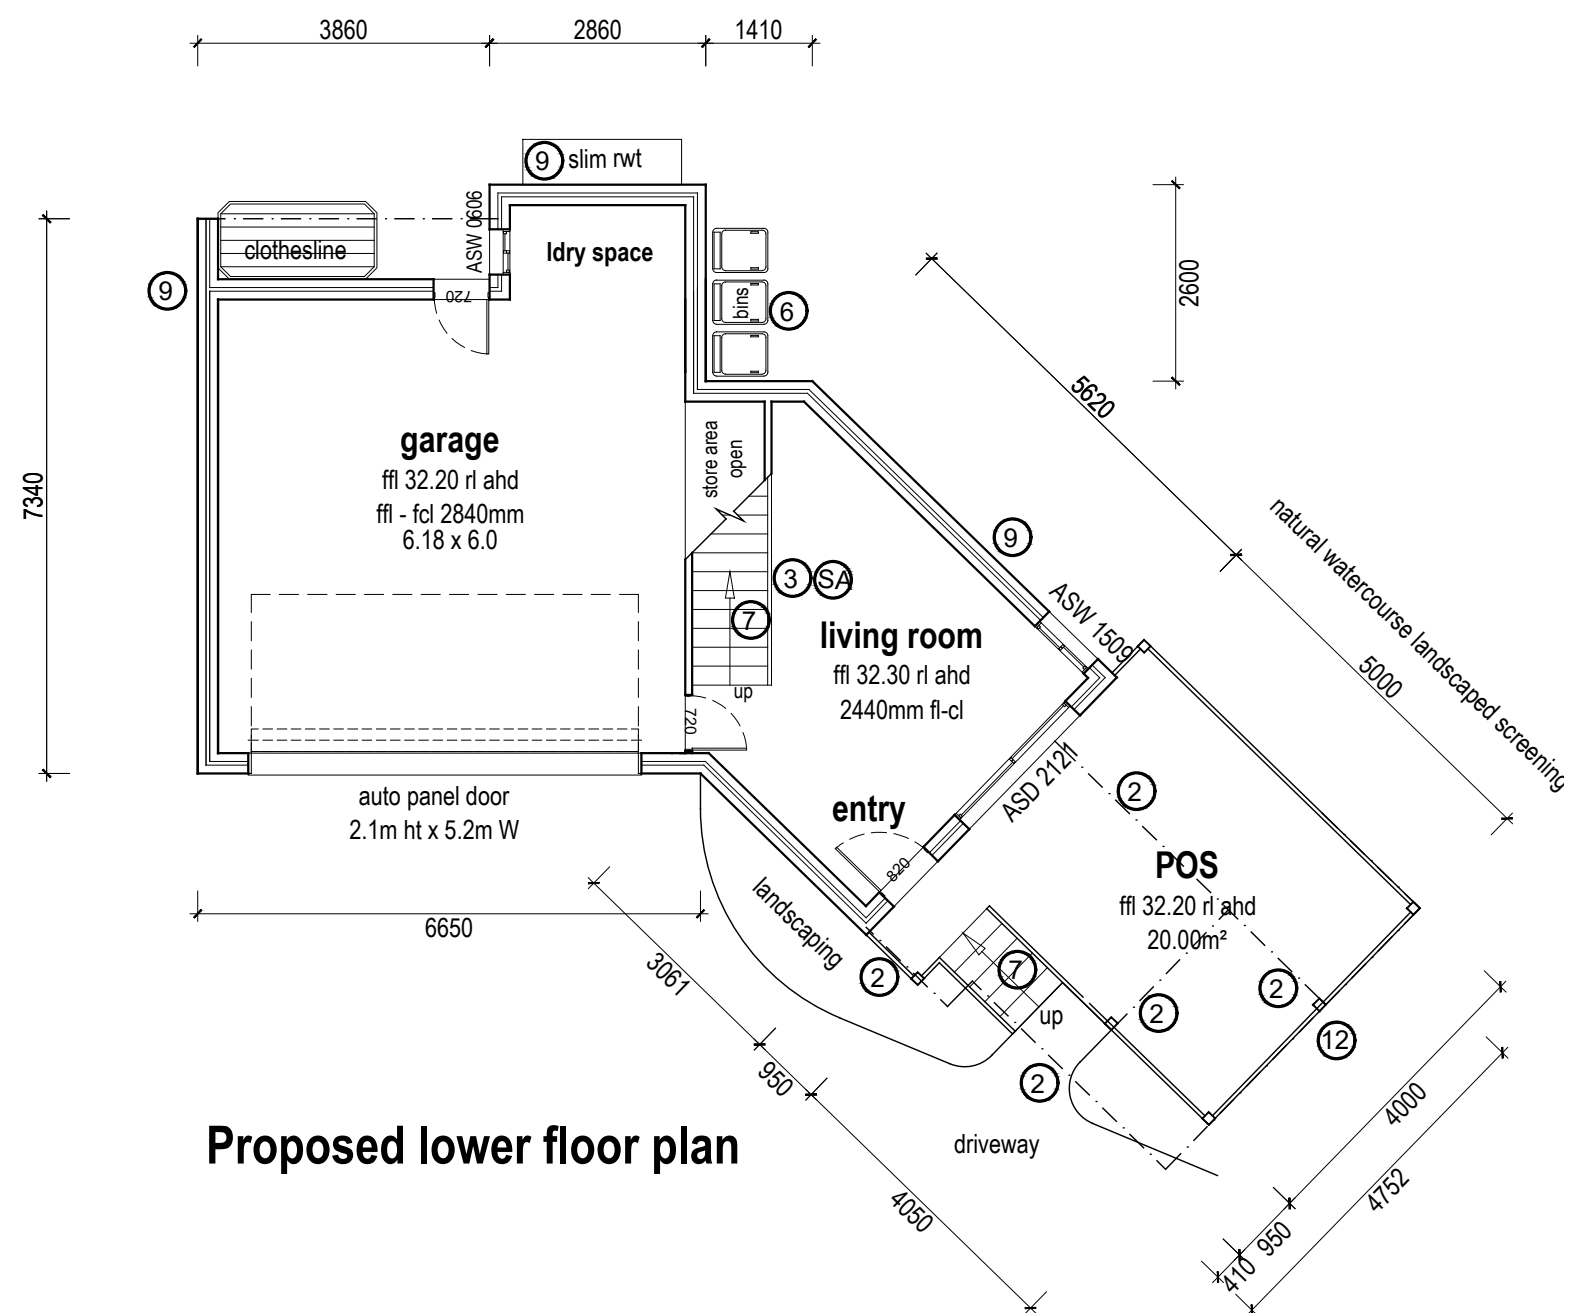 3860
2860
1410
9
slim rwt
ASW 0606
clothesline
ldry space
9
720
bins
6
2600
7340
5620
garage
ffl 32.20 rl ahd
ffl - fcl 2840mm
6.18 x 6.0
store area
open
9
natural watercourse landscaped screening
3
SA
7
ASW 1509
living room
ffl 32.30 rl ahd
2440mm fl-cl
up
720
5000
ASD 2121
2
auto panel door
2.1m ht x 5.2m W
entry
820
POS
ffl 32.20 rl ahd
20.00m²
landscaping
6650
3061
2
7
up
2
2
12
950
2
driveway
4000
4752
Proposed lower floor plan
4050
950
410